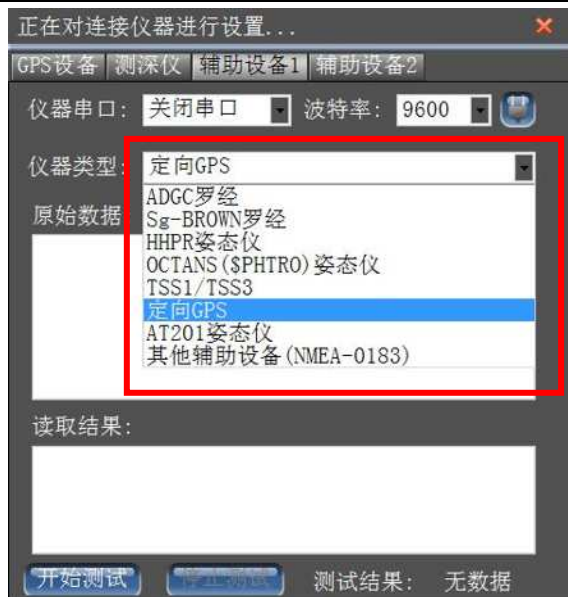 正在对连接仪器进行设置...
GPS设备 测深仪 辅助设备1 辅助设备2
仪器串口: 关闭串口 波特率: 9600
仪器类型: 定向GPS
ADGC罗经
原始数据
Sg-BROWN罗经
HHPR姿态仪
OCTANS($PHTRO)姿态仪
TSS1/TSS3
定向GPS
AT201姿态仪
其他辅助设备(NMEA-0183)
读取结果:
开始测试 停止测试 测试结果: 无数据